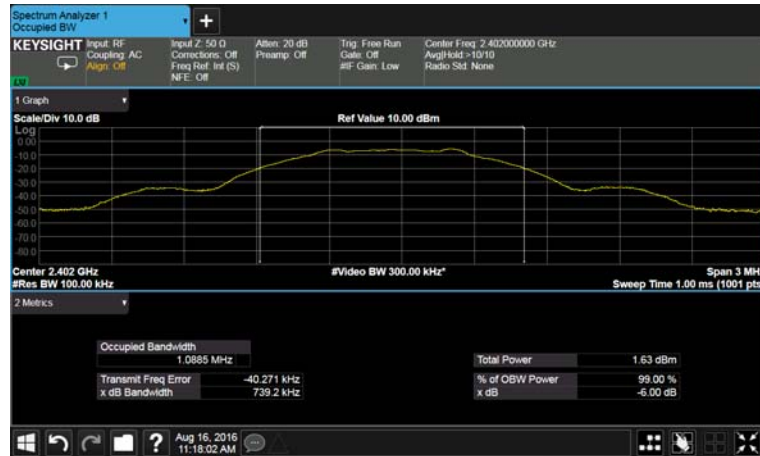 Spectrum Analyzer 1
Occupied BW
+
KEYSIGHT
Input: RF
Coupling: AC
Align: Off
Input Z: 50 Ω
Corrections: Off
Freq Ref: Int (S)
NFE: Off
Atten: 20 dB
Preamp: Off
Trig: Free Run
Gate: Off
#IF Gain: Low
Center Freq: 2.402000000 GHz
Avg|Hold:>10/10
Radio Std: None
1 Graph
Scale/Div 10.0 dB
Ref Value 10.00 dBm
Log
0.00
-10.0
-20.0
-30.0
-40.0
-50.0
-60.0
-70.0
-80.0
Center 2.402 GHz
#Video BW 300.00 kHz*
Span 3 MH
#Res BW 100.00 kHz
Sweep Time 1.00 ms (1001 pts
2 Metrics
Occupied Bandwidth
1.0885 MHz
Total Power 1.63 dBm
Transmit Freq Error -40.271 kHz
% of OBW Power 99.00 %
x dB Bandwidth 739.2 kHz
x dB -6.00 dB
?
Aug 16, 2016
11:18:02 AM